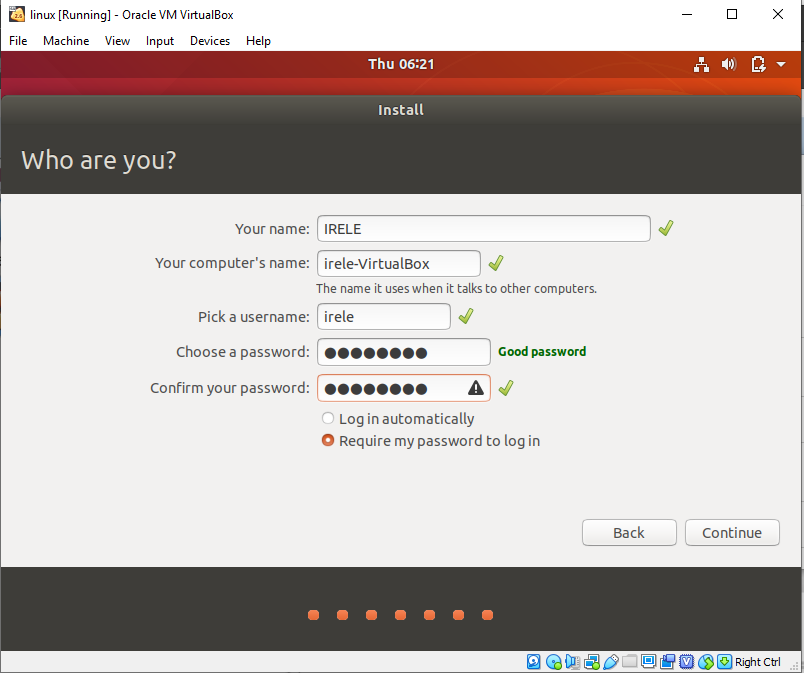 linux [Running] - Oracle VM VirtualBox
File Machine View Input Devices Help
Thu 06:21
Install
Who are you?
Your name: IRELE
Your computer's name: irele-VirtualBox
The name it uses when it talks to other computers.
Pick a username: irele
Choose a password: ●●●●●●●● Good password
Confirm your password: ●●●●●●●●
Log in automatically
Require my password to log in
Back Continue
Right Ctrl